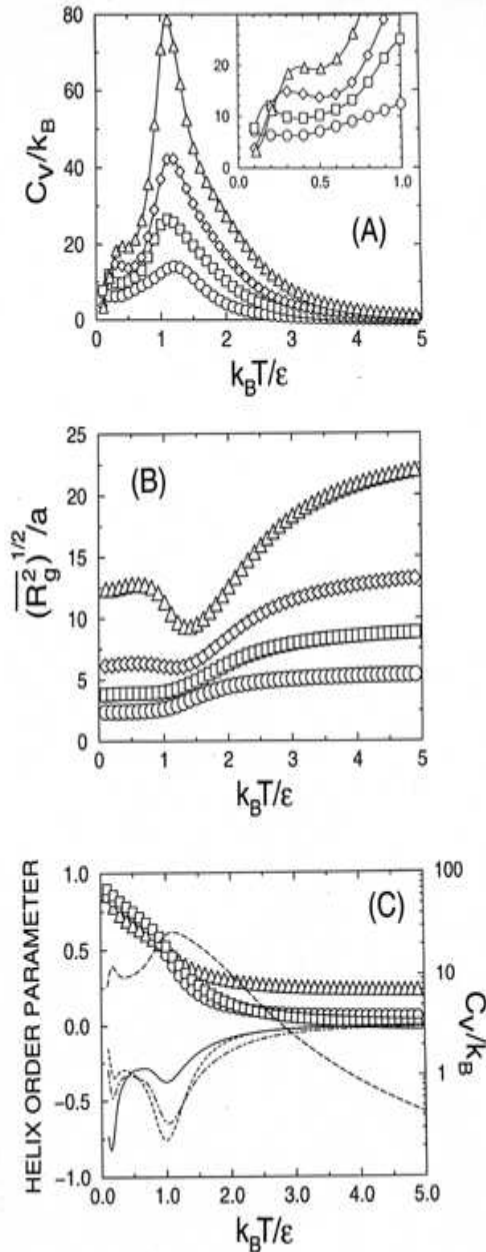 80
60
40
20
0
C_V/k_B
20
10
0
0.0 0.5 1.0
(A)
0 1 2 3 4 5
k_BT/ε
25
20
15
10
5
0
(R_g^2)^1/2/a
(B)
0 1 2 3 4 5
k_BT/ε
1.0
0.5
0.0
−0.5
−1.0
HELIX ORDER PARAMETER
(C)
100
10
1
C_V/k_B
0.0 1.0 2.0 3.0 4.0 5.0
k_BT/ε